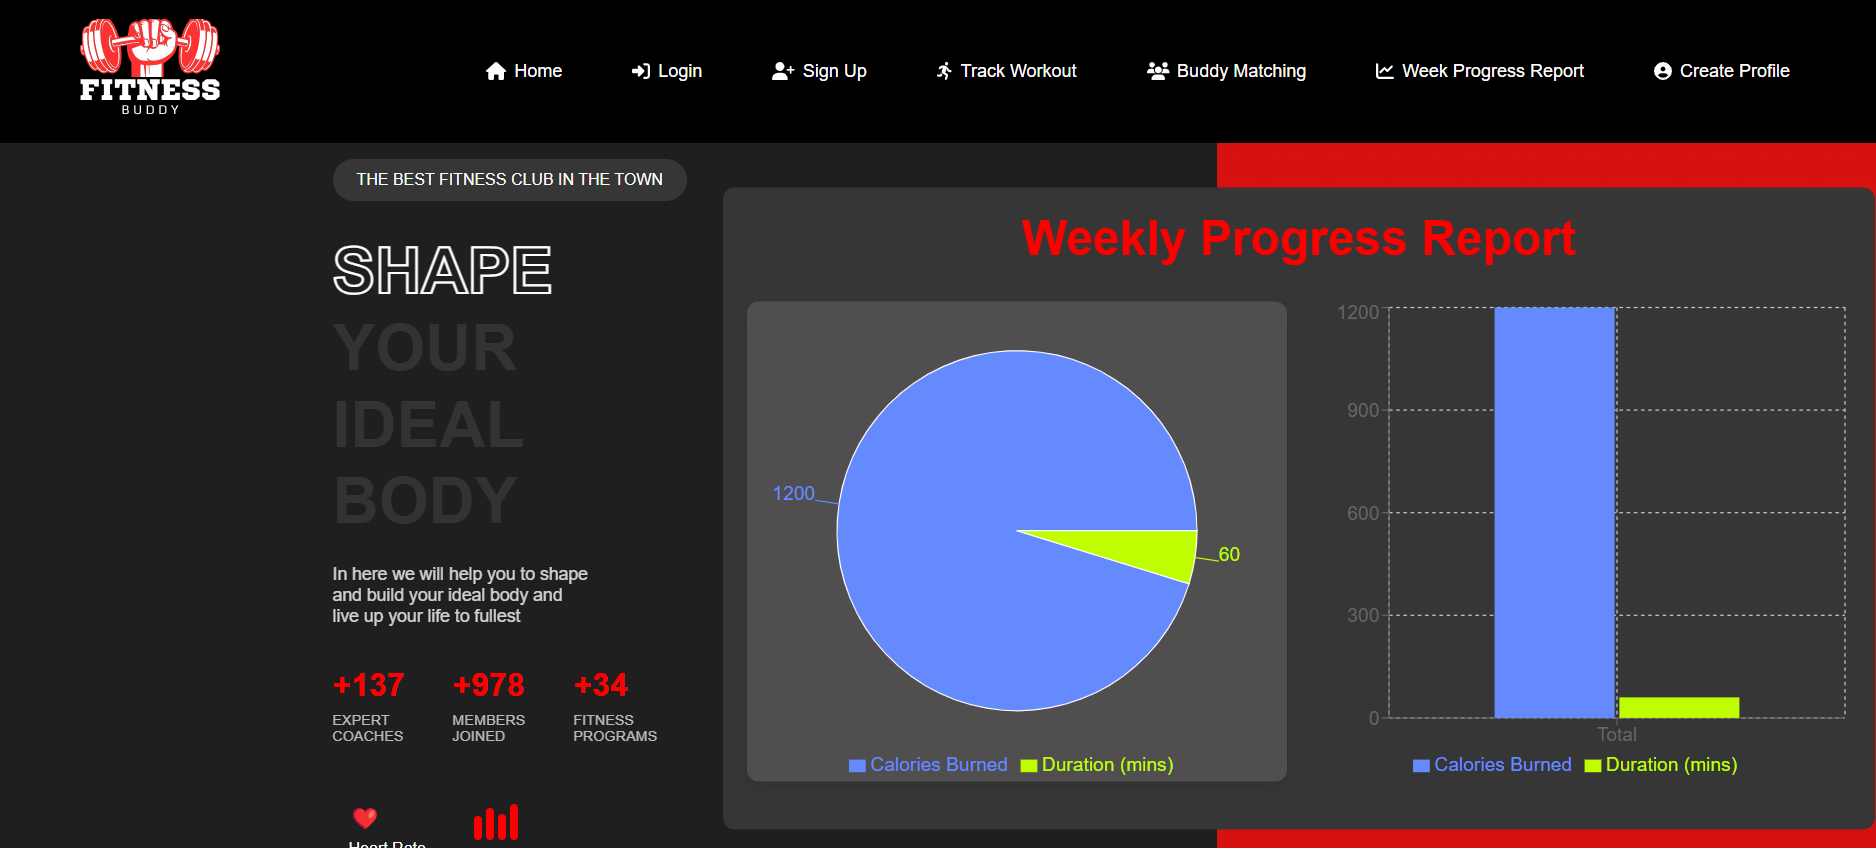 FITNESS
BUDDY
Home
Login
Sign Up
Track Workout
Buddy Matching
Week Progress Report
Create Profile
THE BEST FITNESS CLUB IN THE TOWN
SHAPE
YOUR
IDEAL
BODY
In here we will help you to shape
and build your ideal body and
live up your life to fullest
+137
EXPERT
COACHES
+978
MEMBERS
JOINED
+34
FITNESS
PROGRAMS
Heart Rate
Weekly Progress Report
1200
60
Calories Burned
Duration (mins)
1200
900
600
300
0
Total
Calories Burned
Duration (mins)